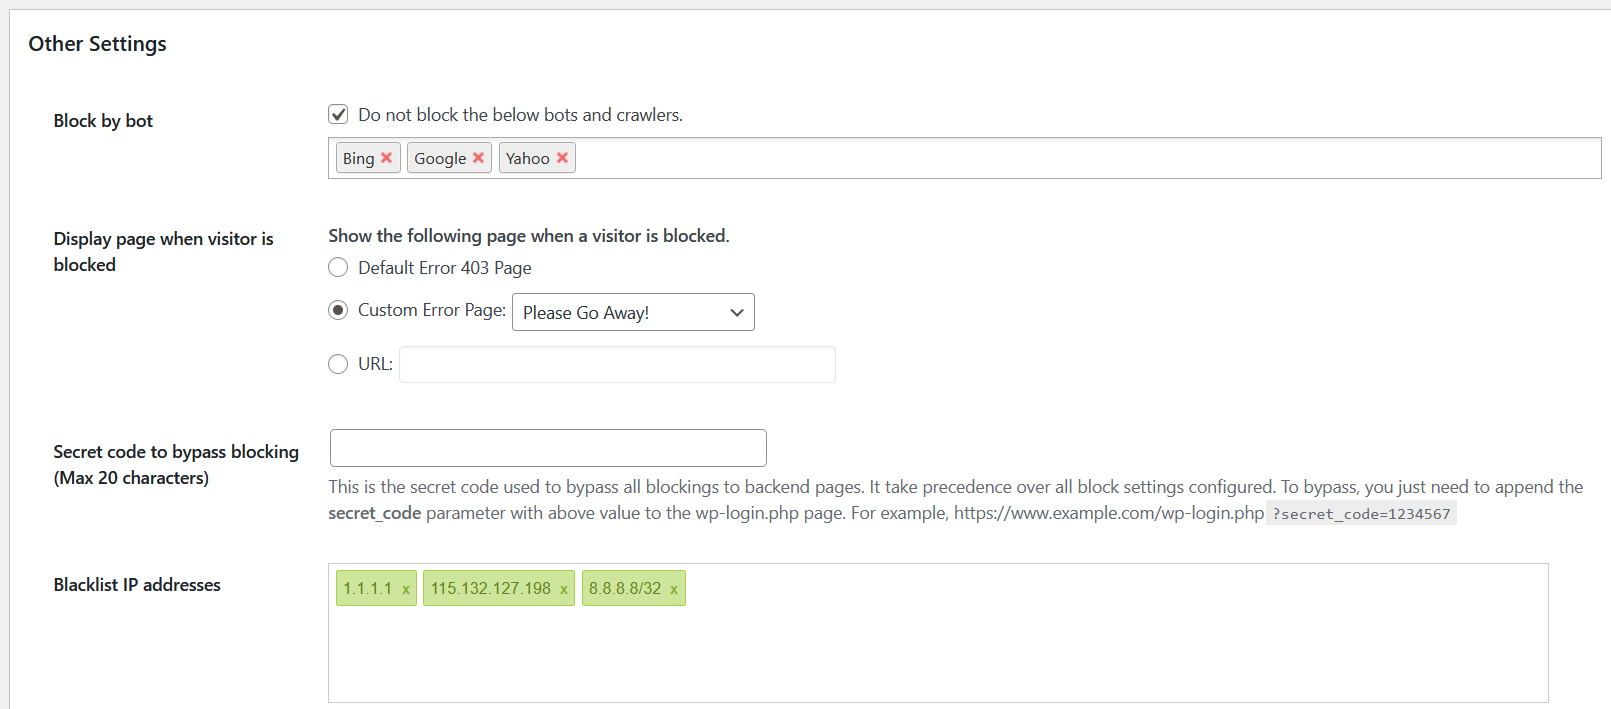 Other Settings
Block by bot
Do not block the below bots and crawlers.
Bing × Google × Yahoo ×
Display page when visitor is
blocked
Show the following page when a visitor is blocked.
Default Error 403 Page
Custom Error Page: Please Go Away!
URL:
Secret code to bypass blocking
(Max 20 characters)
This is the secret code used to bypass all blockings to backend pages. It take precedence over all block settings configured. To bypass, you just need to append the
secret_code parameter with above value to the wp-login.php page. For example, https://www.example.com/wp-login.php ?secret_code=1234567
Blacklist IP addresses
1.1.1.1 x 115.132.127.198 x 8.8.8.8/32 x